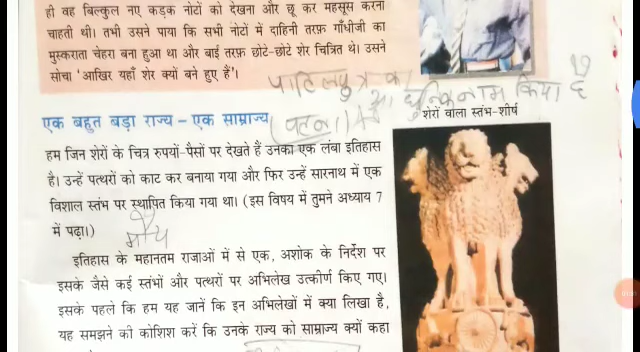 ही वह बिल्कुल नए कड़क नोटों को देखना और छू कर महसूस करना
चाहती थी। तभी उसने पाया कि सभी नोटों में दाहिनी तरफ़ गाँधीजी का
मुस्कराता चेहरा बना हुआ था और बाई तरफ़ छोटे-छोटे शेर चित्रित थे। उसने
सोचा 'आखिर यहाँ शेर क्यों बने हुए हैं'।
पाटलिपुत्र का
आधुनिक नाम किया है
(पटना)
शेरों वाला स्तंभ-शीर्ष
एक बहुत बड़ा राज्य – एक साम्राज्य
हम जिन शेरों के चित्र रुपयों-पैसों पर देखते हैं उनका एक लंबा इतिहास
है। उन्हें पत्थरों को काट कर बनाया गया और फिर उन्हें सारनाथ में एक
विशाल स्तंभ पर स्थापित किया गया था। (इस विषय में तुमने अध्याय 7
में पढ़ा।)
मौर्य
इतिहास के महानतम राजाओं में से एक, अशोक के निर्देश पर
इसके जैसे कई स्तंभों और पत्थरों पर अभिलेख उत्कीर्ण किए गए।
इसके पहले कि हम यह जानें कि इन अभिलेखों में क्या लिखा है,
यह समझने की कोशिश करें कि उनके राज्य को साम्राज्य क्यों कहा